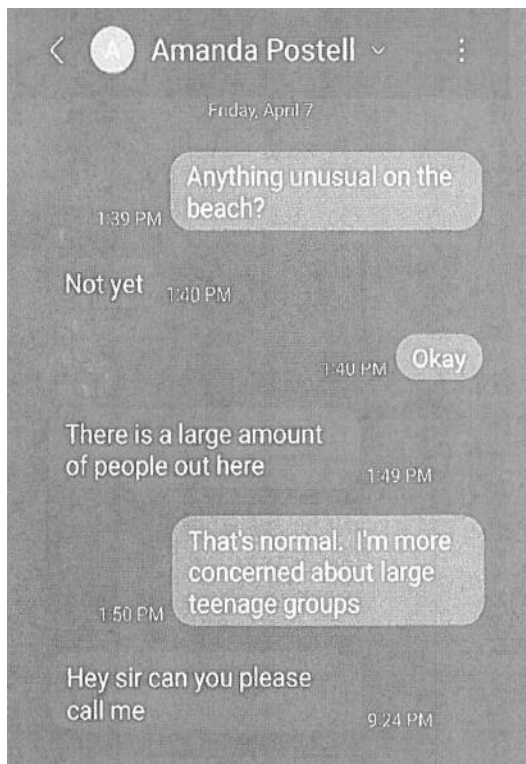 A Amanda Postell
Friday, April 7
Anything unusual on the
beach?
1:39 PM
Not yet 1:40 PM
1:40 PM Okay
There is a large amount
of people out here 1:49 PM
That's normal. I'm more
concerned about large
1:50 PM teenage groups
Hey sir can you please
call me 9:24 PM